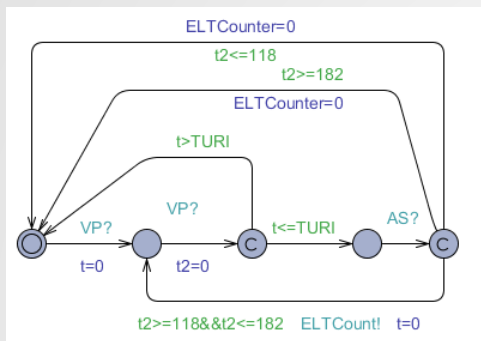 ELTCounter=0
t2<=118
t2>=182
ELTCounter=0
t>TURI
VP?
VP?
t<=TURI
AS?
C
C
t=0
t2=0
t2>=118&&t2<=182 ELTCount! t=0